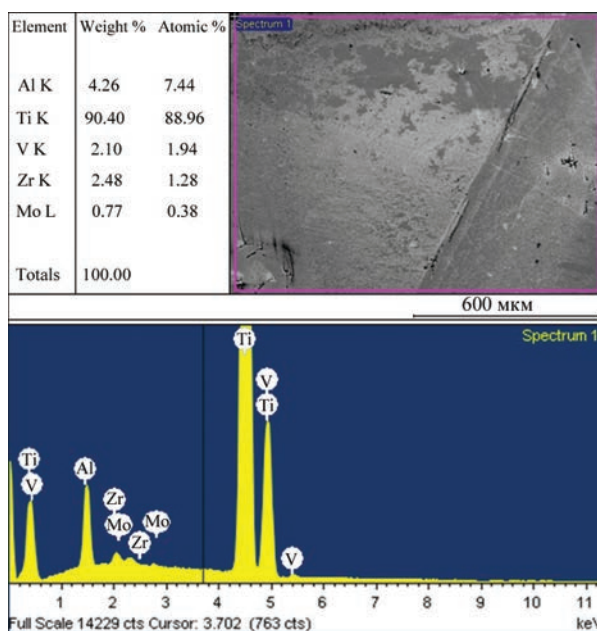 Element Weight % Atomic %
Al K 4.26 7.44
Ti K 90.40 88.96
V K 2.10 1.94
Zr K 2.48 1.28
Mo L 0.77 0.38
Totals 100.00
Spectrum 1
600 мкм
Spectrum 1
Ti
V
Ti
Ti
V
Al
Zr
Mo
Mo
Zr
V
1 2 3 4 5 6 7 8 9 10 11
Full Scale 14229 cts Cursor: 3.702 (763 cts) keV